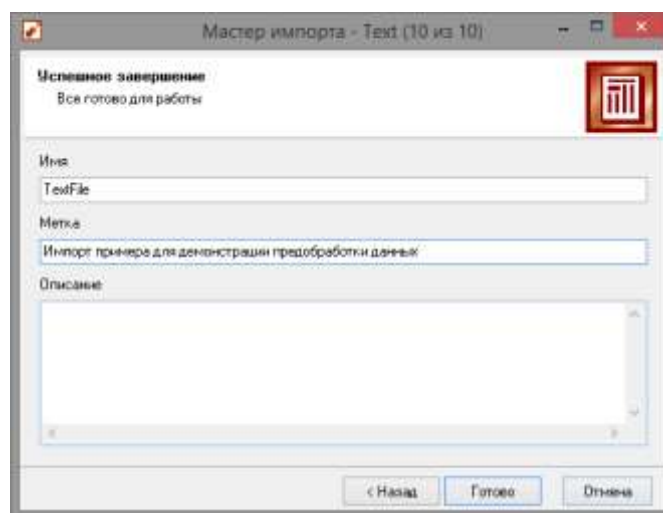 Мастер импорта - Text (10 из 10)
Успешное завершение
Все готово для работы
Имя
TextFile
Метка
Импорт примера для демонстрации предобработки данных
Описание
< Назад
Готово
Отмена